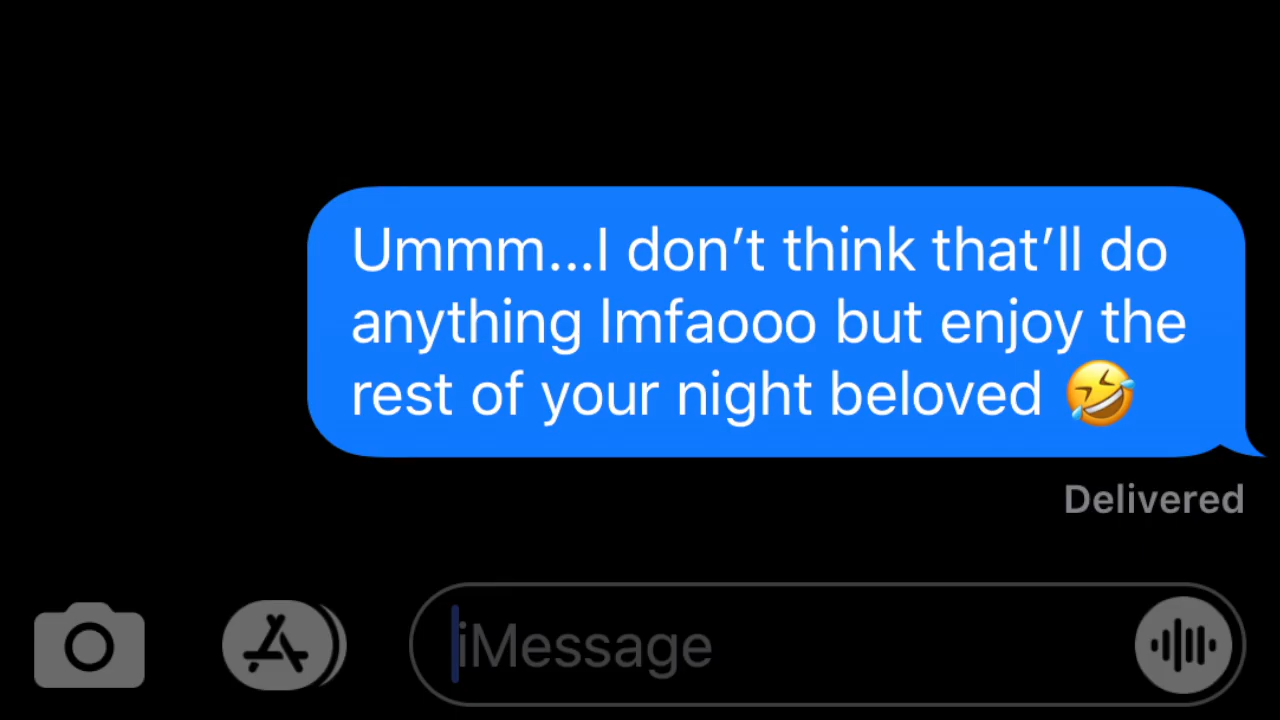 Ummm...I don’t think that’ll do
anything lmfaooo but enjoy the
rest of your night beloved 🤣
Delivered
iMessage